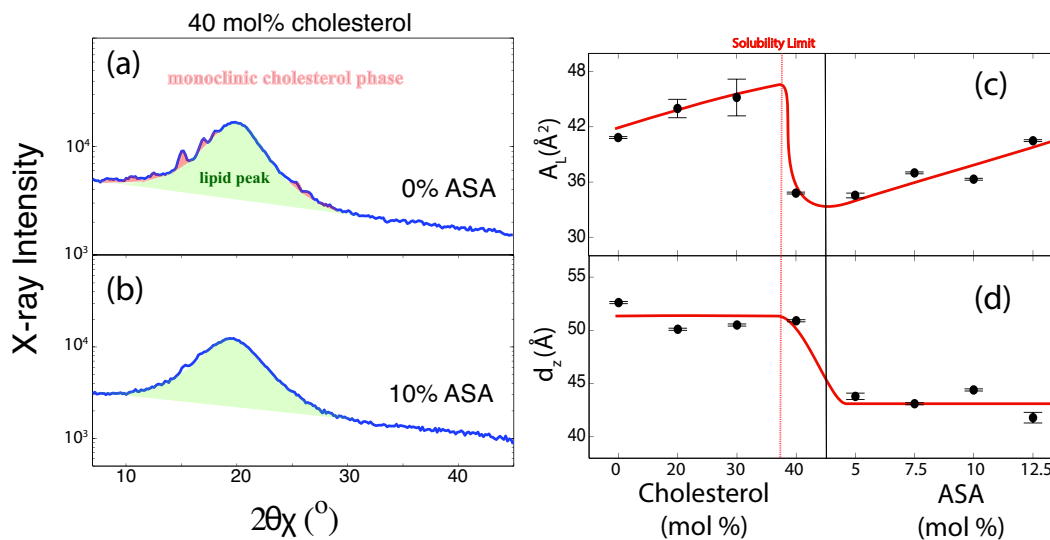 40 mol% cholesterol
(a)
monoclinic cholesterol phase
10⁴
lipid peak
0% ASA
10³
X-ray Intensity
(b)
10⁴
10% ASA
10³
10 20 30 40
2θχ (°)
Solubility Limit
48
(c)
42
A_L(Å²)
36
30
55
(d)
50
d_z(Å)
45
40
0 20 30 40 5 7.5 10 12.5
Cholesterol ASA
(mol %) (mol %)